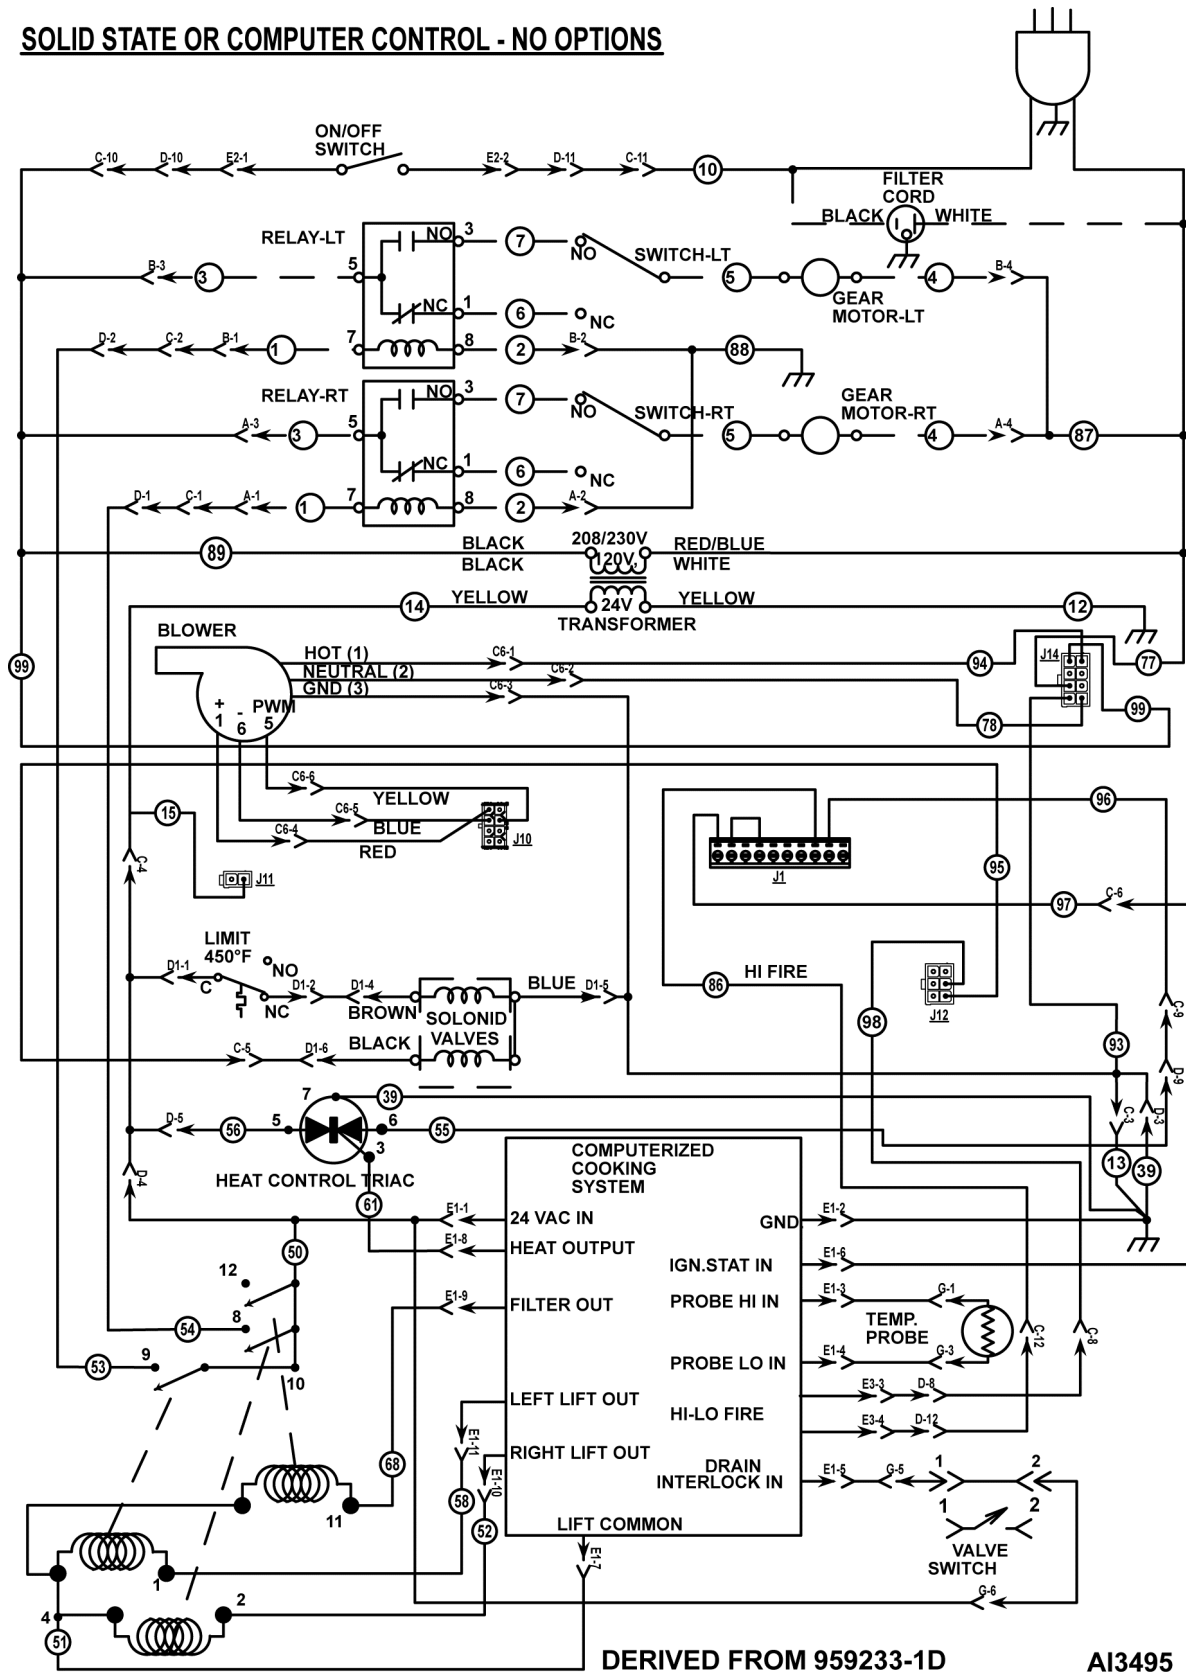 SOLID STATE OR COMPUTER CONTROL - NO OPTIONS
ON/OFF
SWITCH
C-10
D-10
E2-1
E2-2
D-11
C-11
10
FILTER
CORD
BLACK
WHITE
RELAY-LT
NO
3
7
NO
SWITCH-LT
B-3
3
5
5
4
B-4
GEAR
MOTOR-LT
NC
1
6
NC
D-2
C-2
B-1
1
7
8
2
B-2
88
RELAY-RT
NO
3
7
NO
SWITCH-RT
GEAR
MOTOR-RT
A-3
3
5
5
4
A-4
87
NC
1
6
NC
D-1
C-1
A-1
1
7
8
2
A-2
89
BLACK
BLACK
208/230V
120V,
RED/BLUE
WHITE
14
YELLOW
24V
YELLOW
12
TRANSFORMER
BLOWER
HOT (1)
NEUTRAL (2)
GND (3)
C6-1
C6-2
C6-3
94
J14
77
99
99
78
+
1
-
6
PWM
5
C6-6
YELLOW
C6-5
BLUE
C6-4
RED
J10
15
C-4
J11
J1
96
95
97
C-6
LIMIT
450°F
NO
D1-1
C
NC
D1-2
D1-4
BROWN
SOLONID
VALVES
BLUE
D1-5
86
HI FIRE
J12
98
C-9
93
C-5
D1-6
BLACK
D-9
7
39
D-5
56
5
6
55
3
C-3
D-3
13
39
D-4
HEAT CONTROL TRIAC
61
COMPUTERIZED
COOKING
SYSTEM
E1-1
24 VAC IN
GND
E1-2
50
E1-8
HEAT OUTPUT
IGN.STAT IN
E1-6
12
E1-9
FILTER OUT
PROBE HI IN
E1-3
G-1
54
8
TEMP.
PROBE
C-12
C-8
53
9
10
PROBE LO IN
E1-4
G-3
LEFT LIFT OUT
E3-3
D-8
HI-LO FIRE
E3-4
D-12
E1-11
RIGHT LIFT OUT
68
E1-10
DRAIN
INTERLOCK IN
E1-5
G-5
1
2
58
1
2
11
52
LIFT COMMON
VALVE
SWITCH
E1-7
1
G-6
4
2
51
DERIVED FROM 959233-1D
AI3495